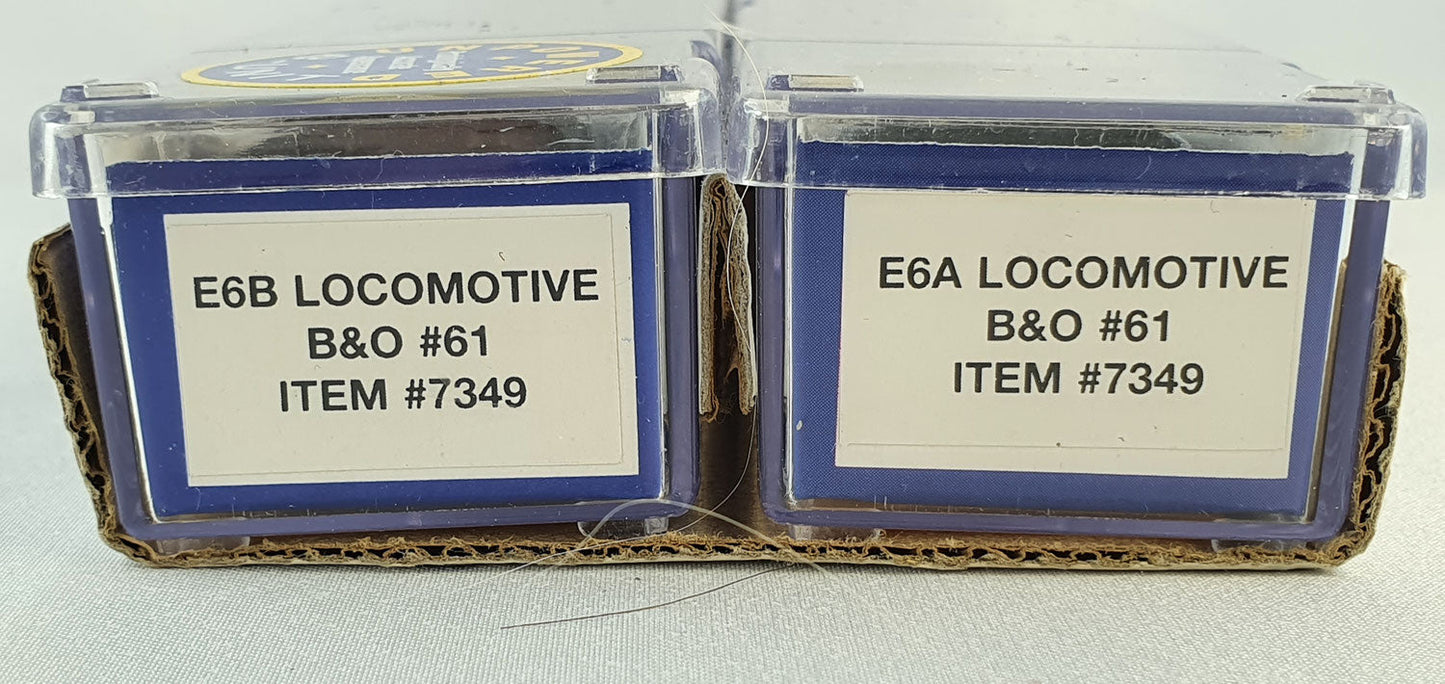 E6B LOCOMOTIVE
B&O #61
ITEM #7349
E6A LOCOMOTIVE
B&O #61
ITEM #7349